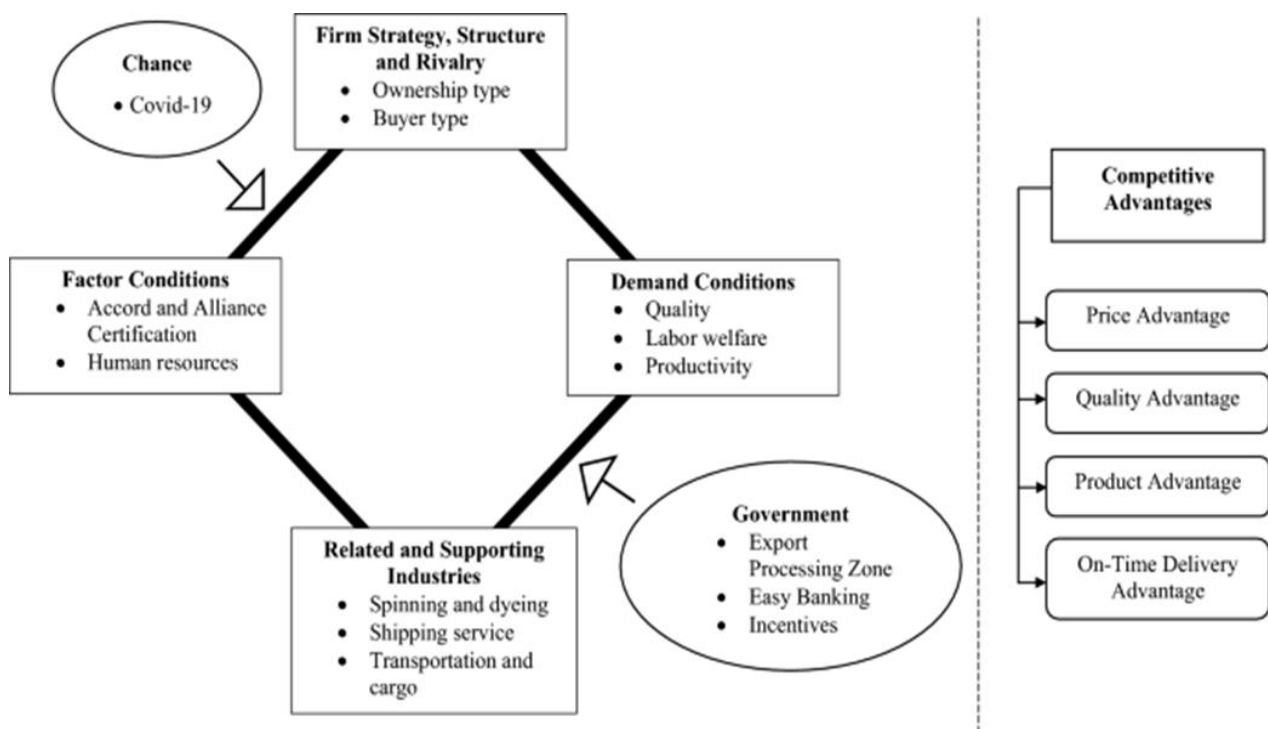 Chance
• Covid-19
Firm Strategy, Structure
and Rivalry
• Ownership type
• Buyer type
Factor Conditions
• Accord and Alliance
Certification
• Human resources
Demand Conditions
• Quality
• Labor welfare
• Productivity
Related and Supporting
Industries
• Spinning and dyeing
• Shipping service
• Transportation and
cargo
Government
• Export
Processing Zone
• Easy Banking
• Incentives
Competitive
Advantages
Price Advantage
Quality Advantage
Product Advantage
On-Time Delivery
Advantage